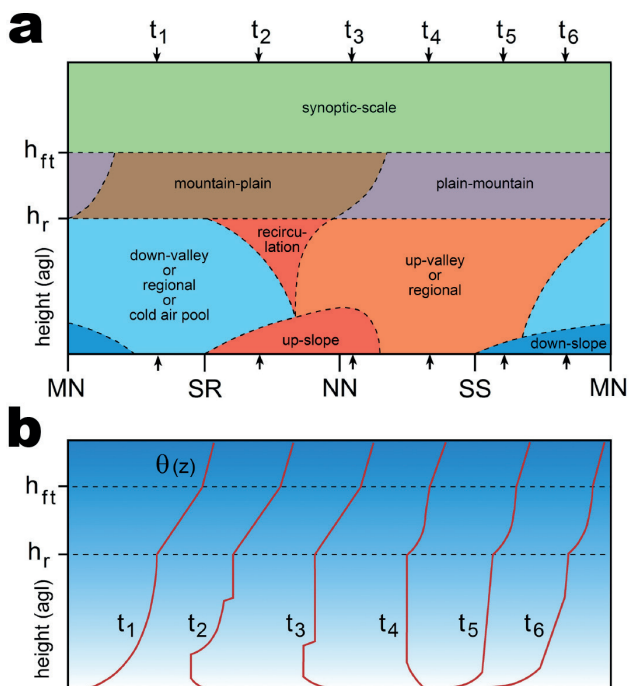 a
t1 t2 t3 t4 t5 t6
synoptic-scale
hft
mountain-plain
plain-mountain
hr
recircu-
lation
down-valley
or
regional
or
cold air pool
up-valley
or
regional
height (agl)
up-slope
down-slope
MN SR NN SS MN
b
θ(z)
hft
hr
height (agl)
t1 t2 t3 t4 t5 t6